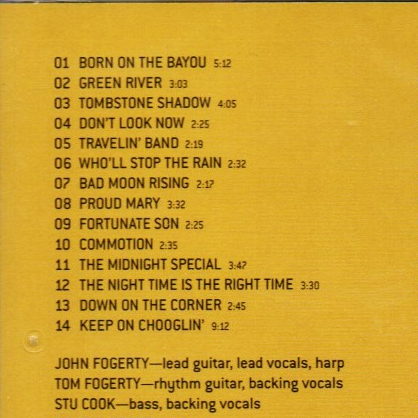 01 BORN ON THE BAYOU 5:12
02 GREEN RIVER 3:03
03 TOMBSTONE SHADOW 4:05
04 DON'T LOOK NOW 2:25
05 TRAVELIN' BAND 2:19
06 WHO'LL STOP THE RAIN 2:32
07 BAD MOON RISING 2:17
08 PROUD MARY 3:32
09 FORTUNATE SON 2:25
10 COMMOTION 2:35
11 THE MIDNIGHT SPECIAL 3:47
12 THE NIGHT TIME IS THE RIGHT TIME 3:30
13 DOWN ON THE CORNER 2:45
14 KEEP ON CHOOGLIN' 9:12
JOHN FOGERTY—lead guitar, lead vocals, harp
TOM FOGERTY—rhythm guitar, backing vocals
STU COOK—bass, backing vocals